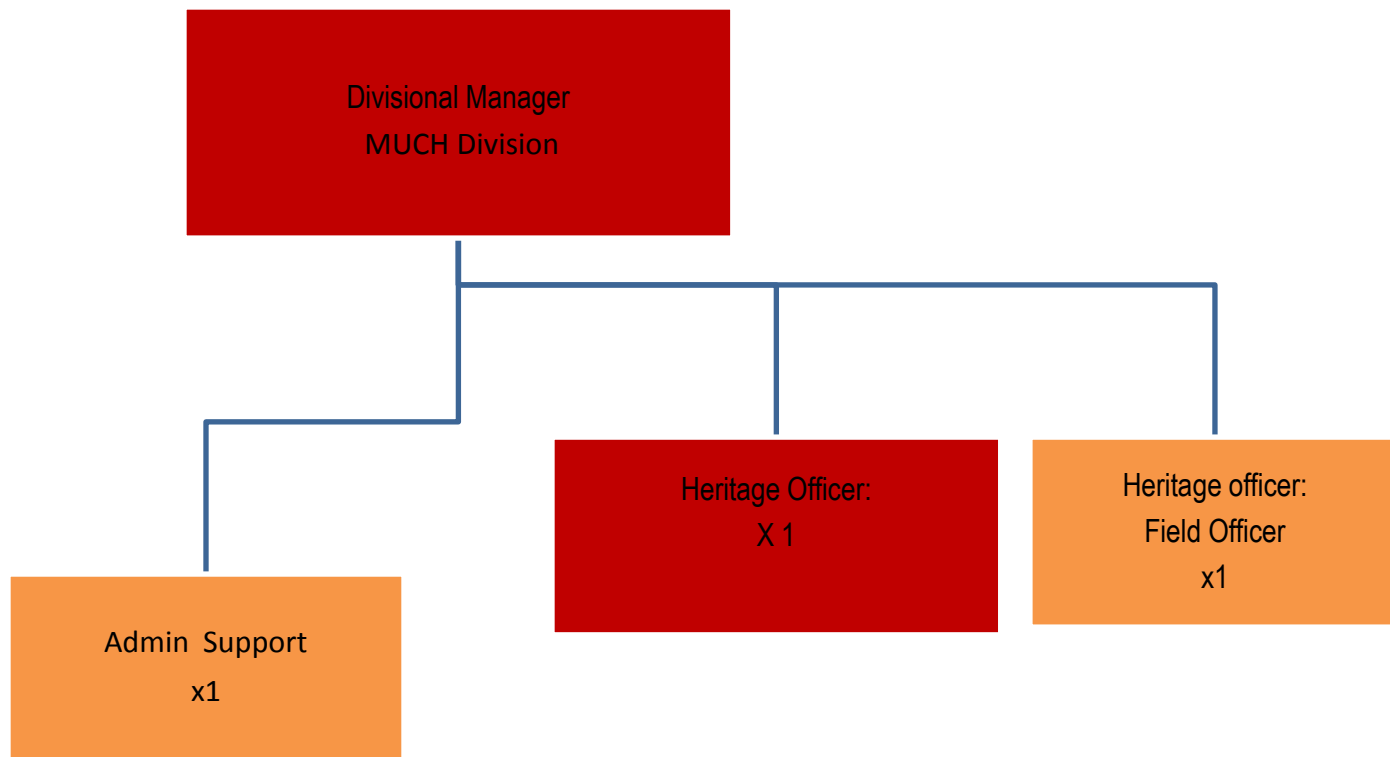 Divisional Manager
MUCH Division
Heritage Officer:
X 1
Heritage officer:
Field Officer
x1
Admin  Support
x1